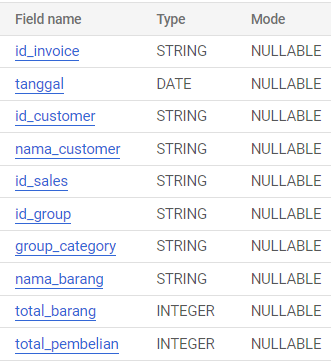 Field name Type Mode
id_invoice STRING NULLABLE
tanggal DATE NULLABLE
id_customer STRING NULLABLE
nama_customer STRING NULLABLE
id_sales STRING NULLABLE
id_group STRING NULLABLE
group_category STRING NULLABLE
nama_barang STRING NULLABLE
total_barang INTEGER NULLABLE
total_pembelian INTEGER NULLABLE